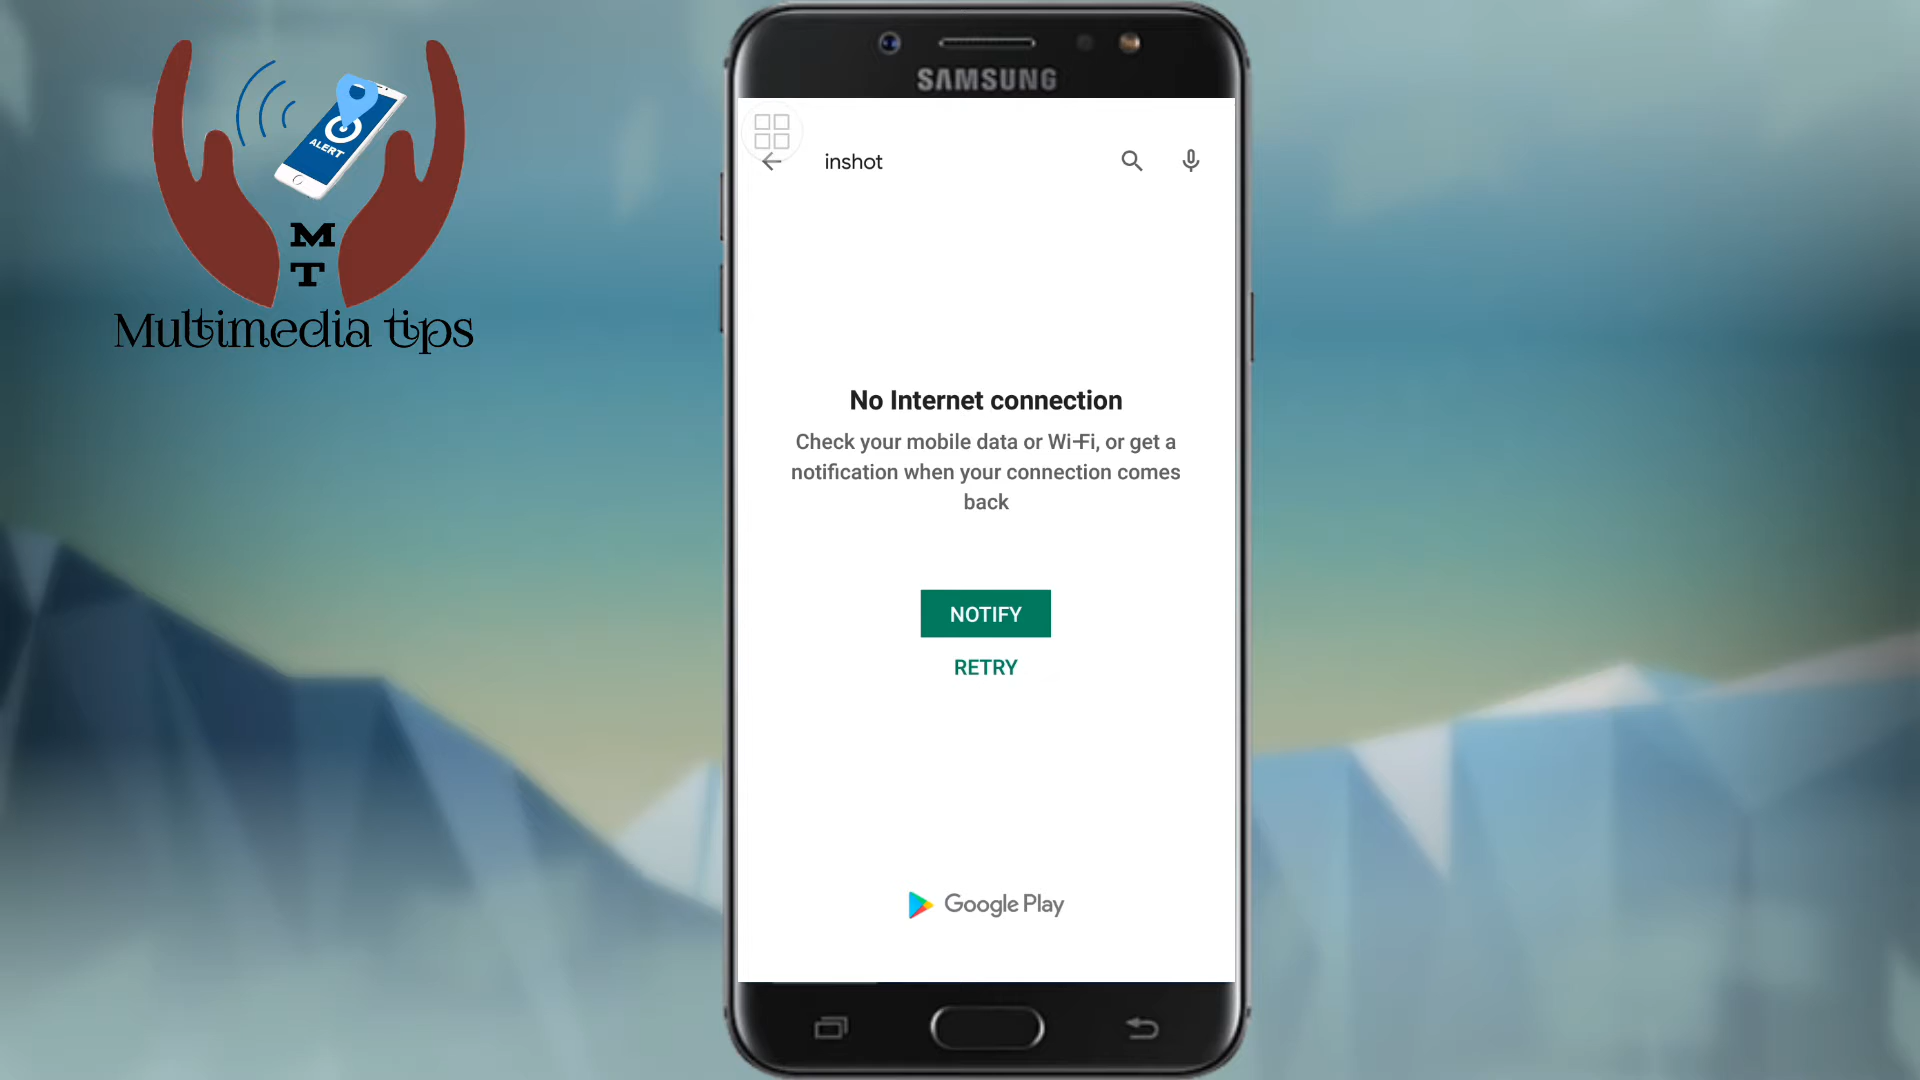 ALERT
M
T
Multimedia tips
SAMSUNG
inshot
No Internet connection
Check your mobile data or Wi-Fi, or get a
notification when your connection comes
back
NOTIFY
RETRY
Google Play